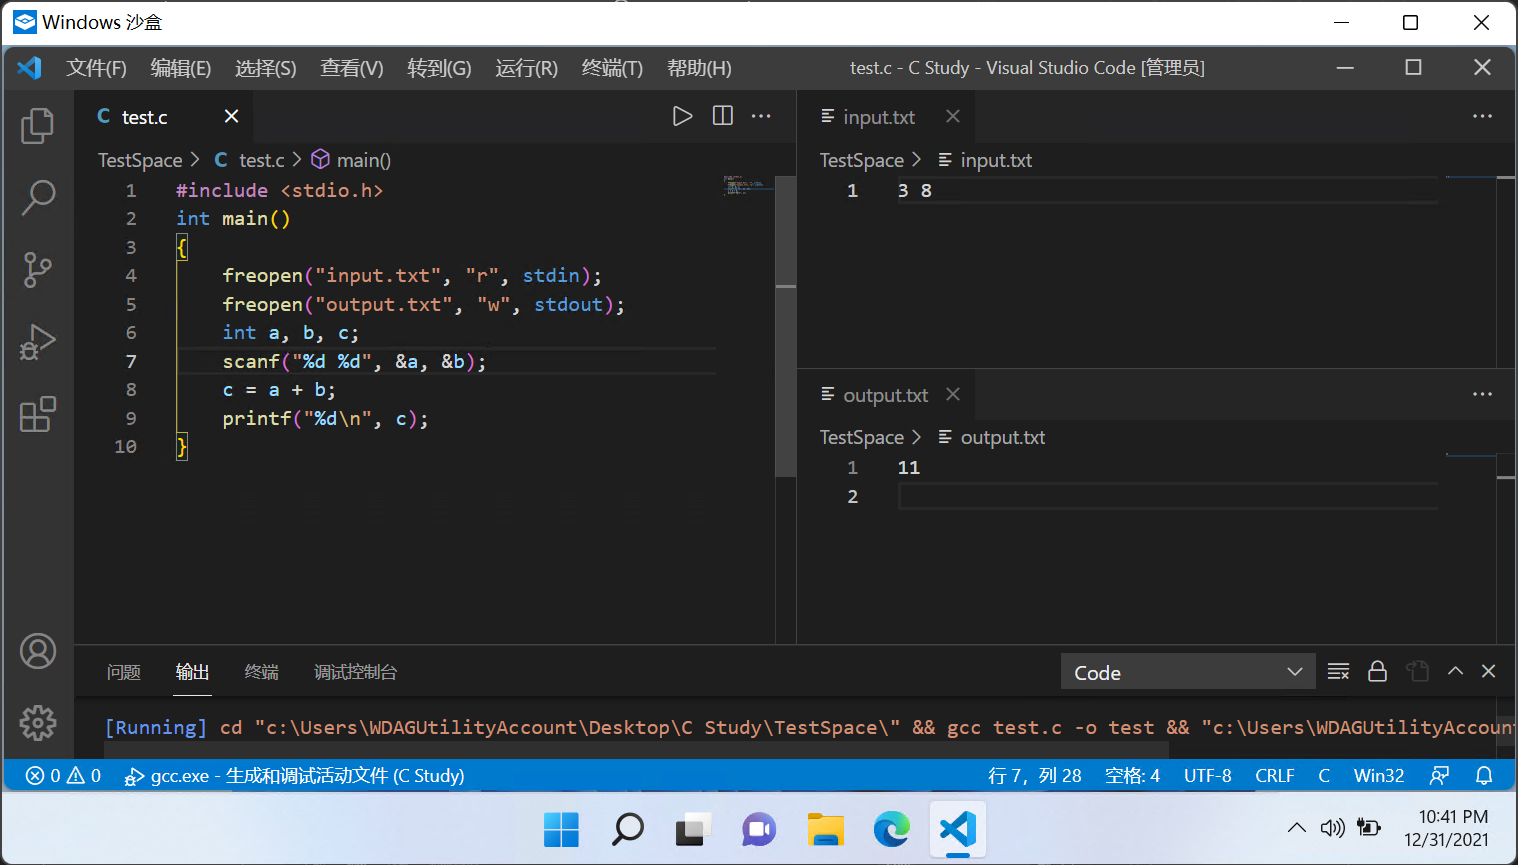 Windows 沙盒
文件(F) 编辑(E) 选择(S) 查看(V) 转到(G) 运行(R) 终端(T) 帮助(H) test.c - C Study - Visual Studio Code [管理员]
C test.c
TestSpace > C test.c > main()
1 #include <stdio.h>
2 int main()
3 {
4 freopen("input.txt", "r", stdin);
5 freopen("output.txt", "w", stdout);
6 int a, b, c;
7 scanf("%d %d", &a, &b);
8 c = a + b;
9 printf("%d\n", c);
10 }
input.txt
TestSpace > input.txt
1 3 8
output.txt
TestSpace > output.txt
1 11
2
问题 输出 终端 调试控制台 Code
[Running] cd "c:\Users\WDAGUtilityAccount\Desktop\C Study\TestSpace\" && gcc test.c -o test && "c:\Users\WDAGUtilityAccoun
0 0 gcc.exe - 生成和调试活动文件 (C Study) 行 7，列 28 空格: 4 UTF-8 CRLF C Win32
10:41 PM
12/31/2021